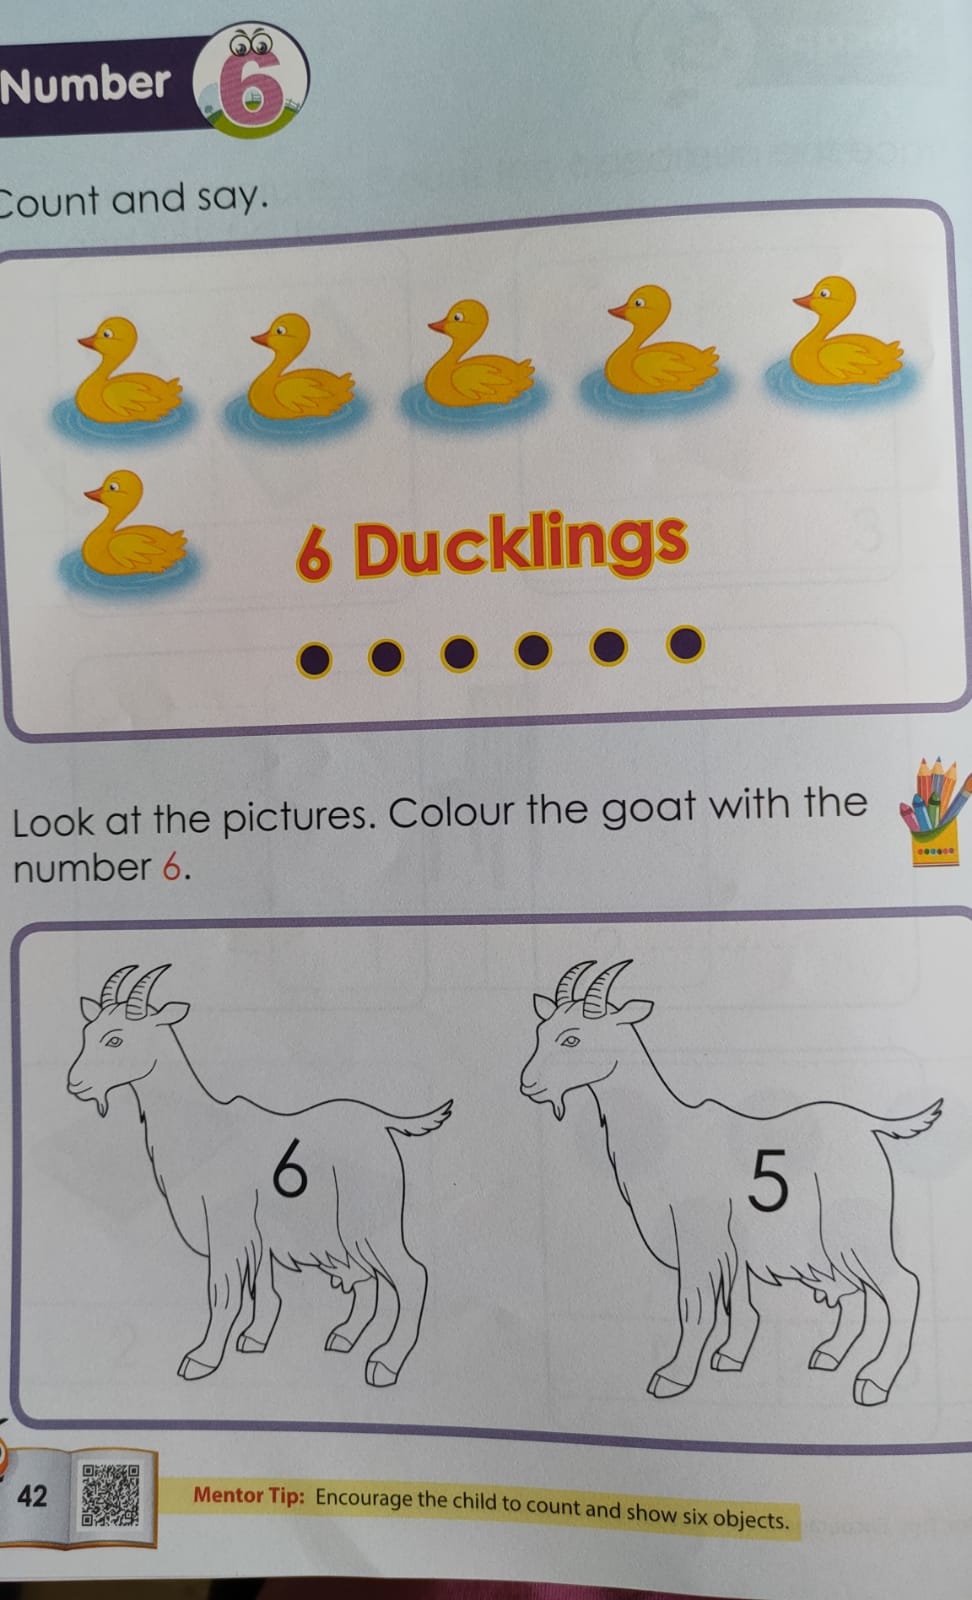 Number 6
Count and say.
6 Ducklings
Look at the pictures. Colour the goat with the
number 6.
6
5
42
Mentor Tip: Encourage the child to count and show six objects.